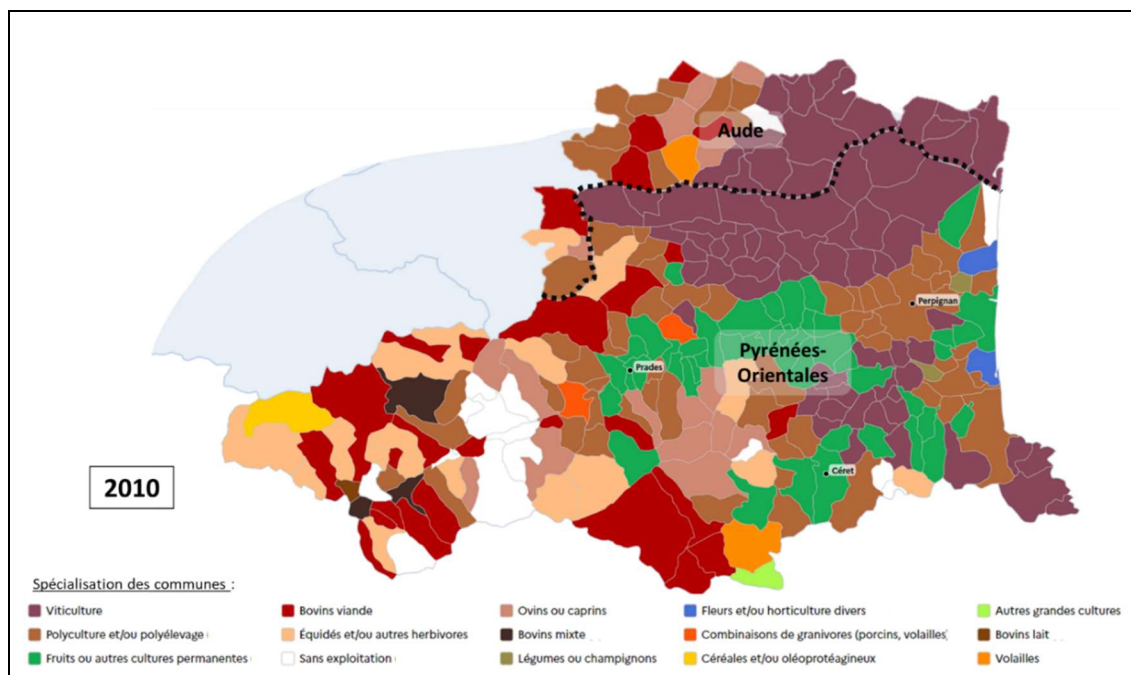 Aude
Perpignan
Pyrénées-
Orientales
Prades
Céret
2010
Spécialisation des communes :
Viticulture
Bovins viande
Ovins ou caprins
Fleurs et/ou horticulture divers
Autres grandes cultures
Polyculture et/ou polyélevage (
Équidés et/ou autres herbivores
Bovins mixte
Combinaisons de granivores (porcins, volailles)
Bovins lait
Fruits ou autres cultures permanentes (
Sans exploitation (
Légumes ou champignons
Céréales et/ou oléoprotéagineux
Volailles